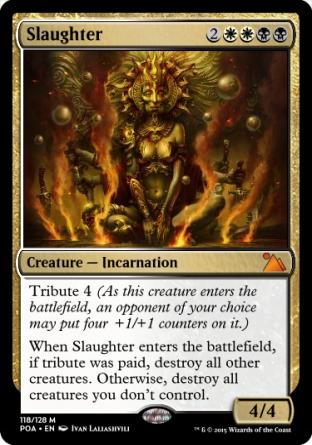 Slaughter 2
Creature — Incarnation
Tribute 4 (As this creature enters the
battlefield, an opponent of your choice
may put four +1/+1 counters on it.)
When Slaughter enters the battlefield,
if tribute was paid, destroy all other
creatures. Otherwise, destroy all
creatures you don't control.
4/4
118/128 M
POA • EN Ivan Laliashvili
™ & © 2015 Wizards of the Coast